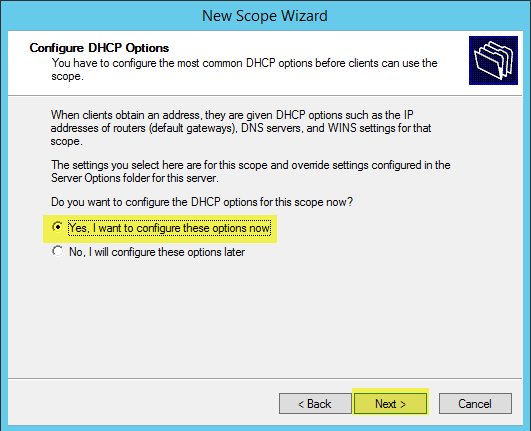 New Scope Wizard
Configure DHCP Options
You have to configure the most common DHCP options before clients can use the
scope.
When clients obtain an address, they are given DHCP options such as the IP
addresses of routers (default gateways), DNS servers, and WINS settings for that
scope.
The settings you select here are for this scope and override settings configured in the
Server Options folder for this server.
Do you want to configure the DHCP options for this scope now?
Yes, I want to configure these options now
No, I will configure these options later
< Back
Next >
Cancel